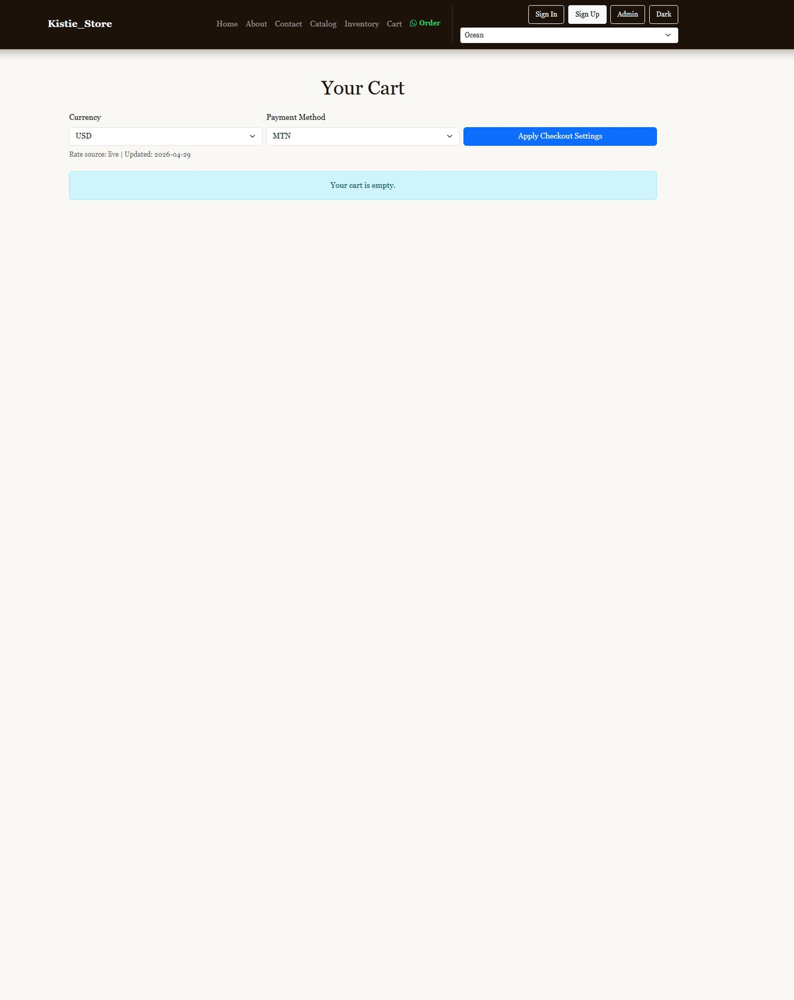 Kistie_Store
Home About Contact Catalog Inventory Cart Order
Sign In Sign Up Admin Dark
Ocean
Your Cart
Currency Payment Method
USD MTN Apply Checkout Settings
Rate source: live | Updated: 2026-04-29
Your cart is empty.